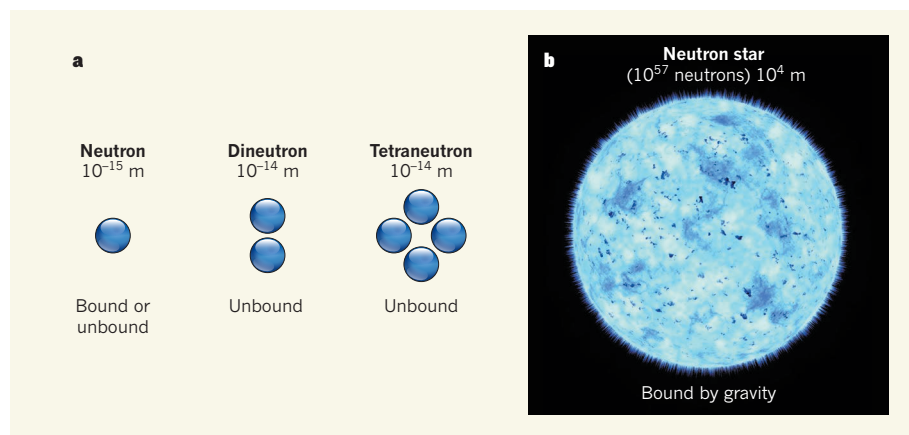 a
Neutron
10⁻¹⁵ m
Bound or
unbound
Dineutron
10⁻¹⁴ m
Unbound
Tetraneutron
10⁻¹⁴ m
Unbound
b
Neutron star
(10⁵⁷ neutrons) 10⁴ m
Bound by gravity